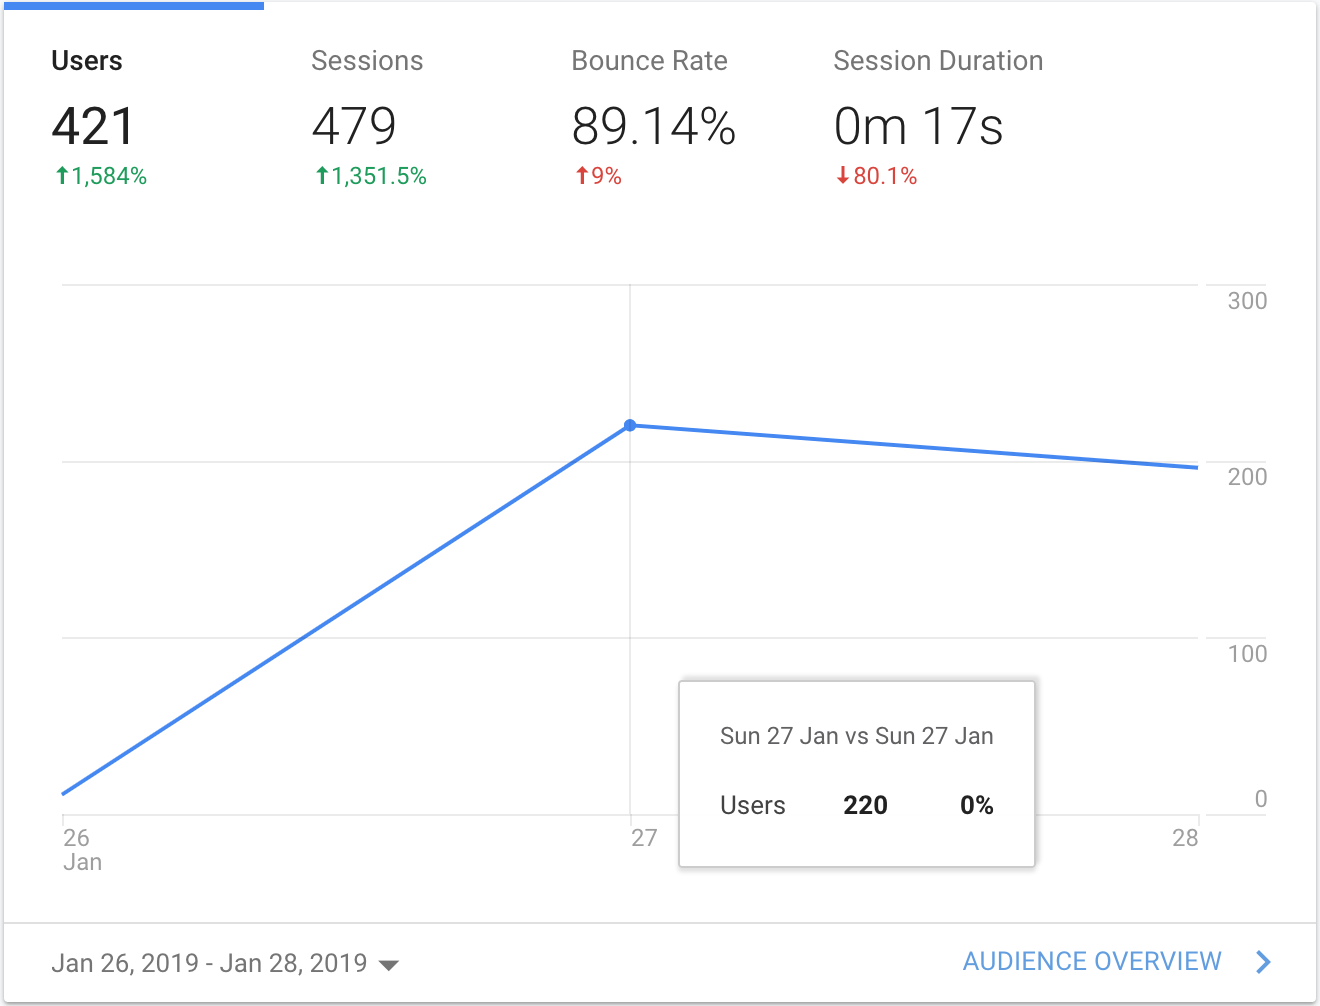 Users Sessions Bounce Rate Session Duration
421 479 89.14% 0m 17s
↑1,584% ↑1,351.5% ↑9% ↓80.1%
300
200
100
Sun 27 Jan vs Sun 27 Jan
Users 220 0%
0
26 27 28
Jan
Jan 26, 2019 - Jan 28, 2019 AUDIENCE OVERVIEW